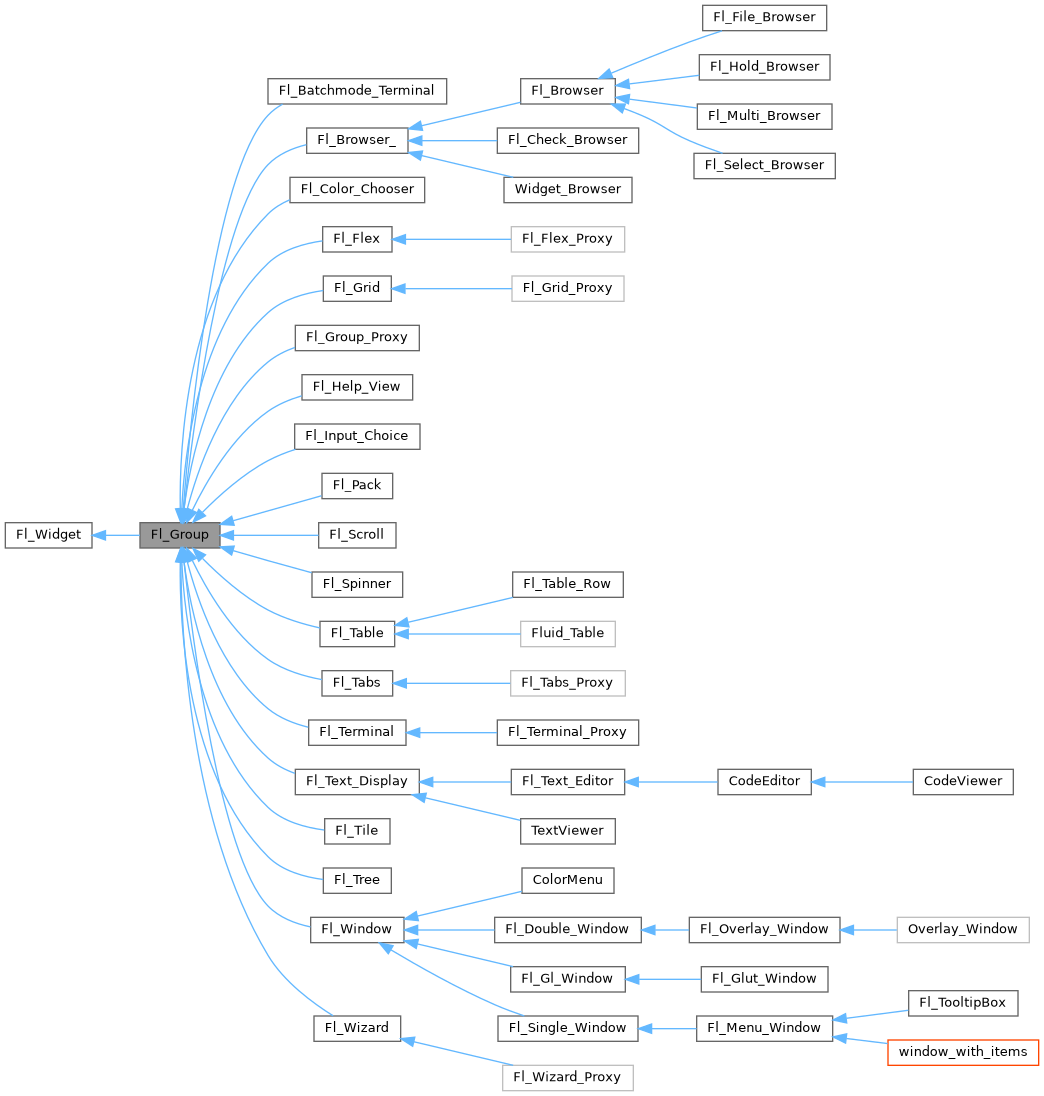 Fl_File_Browser
Fl_Hold_Browser
Fl_Batchmode_Terminal
Fl_Browser
Fl_Multi_Browser
Fl_Browser_
Fl_Check_Browser
Fl_Select_Browser
Fl_Color_Chooser
Widget_Browser
Fl_Flex
Fl_Flex_Proxy
Fl_Grid
Fl_Grid_Proxy
Fl_Group_Proxy
Fl_Help_View
Fl_Input_Choice
Fl_Pack
Fl_Widget
Fl_Group
Fl_Scroll
Fl_Spinner
Fl_Table_Row
Fl_Table
Fluid_Table
Fl_Tabs
Fl_Tabs_Proxy
Fl_Terminal
Fl_Terminal_Proxy
Fl_Text_Display
Fl_Text_Editor
CodeEditor
CodeViewer
Fl_Tile
TextViewer
Fl_Tree
ColorMenu
Fl_Window
Fl_Double_Window
Fl_Overlay_Window
Overlay_Window
Fl_Gl_Window
Fl_Glut_Window
Fl_TooltipBox
Fl_Wizard
Fl_Single_Window
Fl_Menu_Window
window_with_items
Fl_Wizard_Proxy